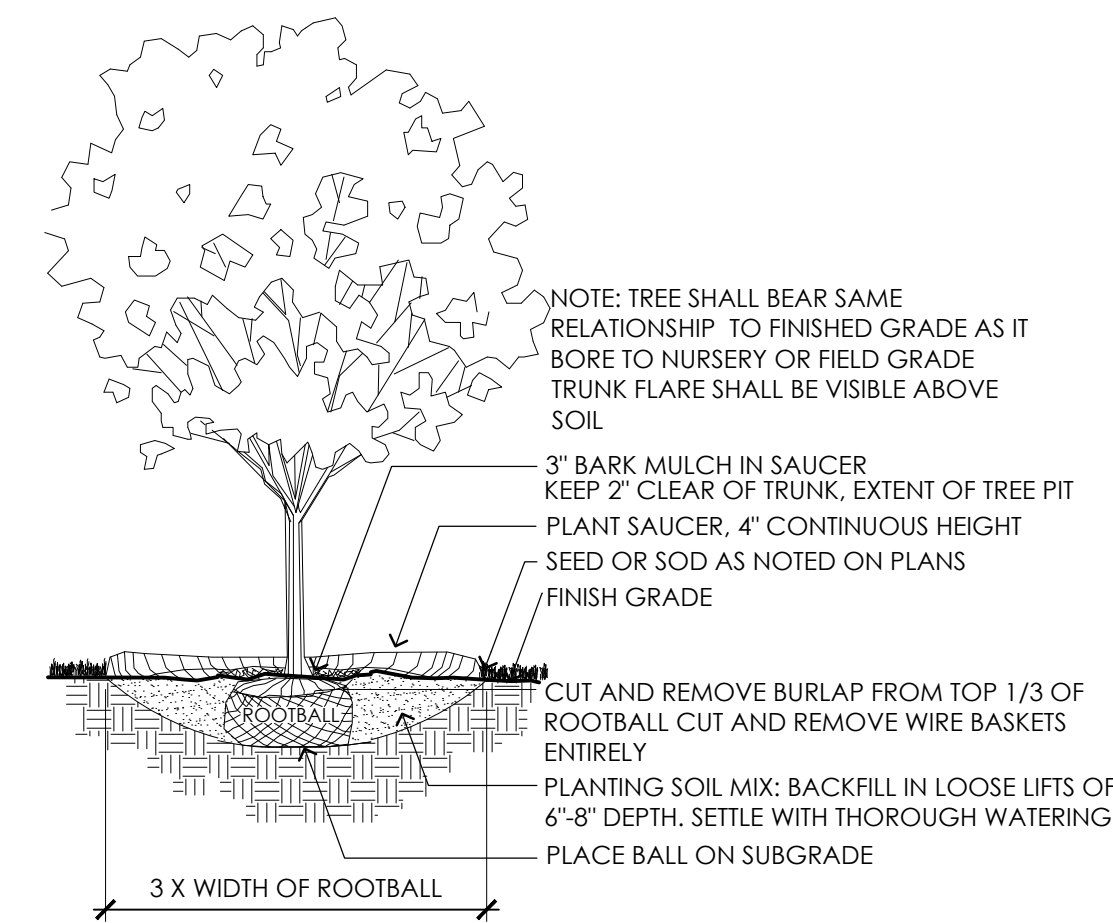 NOTE: TREE SHALL BEAR SAME
RELATIONSHIP TO FINISHED GRADE AS IT
BORE TO NURSERY OR FIELD GRADE
TRUNK FLARE SHALL BE VISIBLE ABOVE
SOIL
3" BARK MULCH IN SAUCER
KEEP 2" CLEAR OF TRUNK, EXTENT OF TREE PIT
PLANT SAUCER, 4" CONTINUOUS HEIGHT
SEED OR SOD AS NOTED ON PLANS
FINISH GRADE
CUT AND REMOVE BURLAP FROM TOP 1/3 OF
ROOTBALL CUT AND REMOVE WIRE BASKETS
ENTIRELY
ROOTBALL
PLANTING SOIL MIX: BACKFILL IN LOOSE LIFTS OF
6"-8" DEPTH. SETTLE WITH THOROUGH WATERING
PLACE BALL ON SUBGRADE
3 X WIDTH OF ROOTBALL